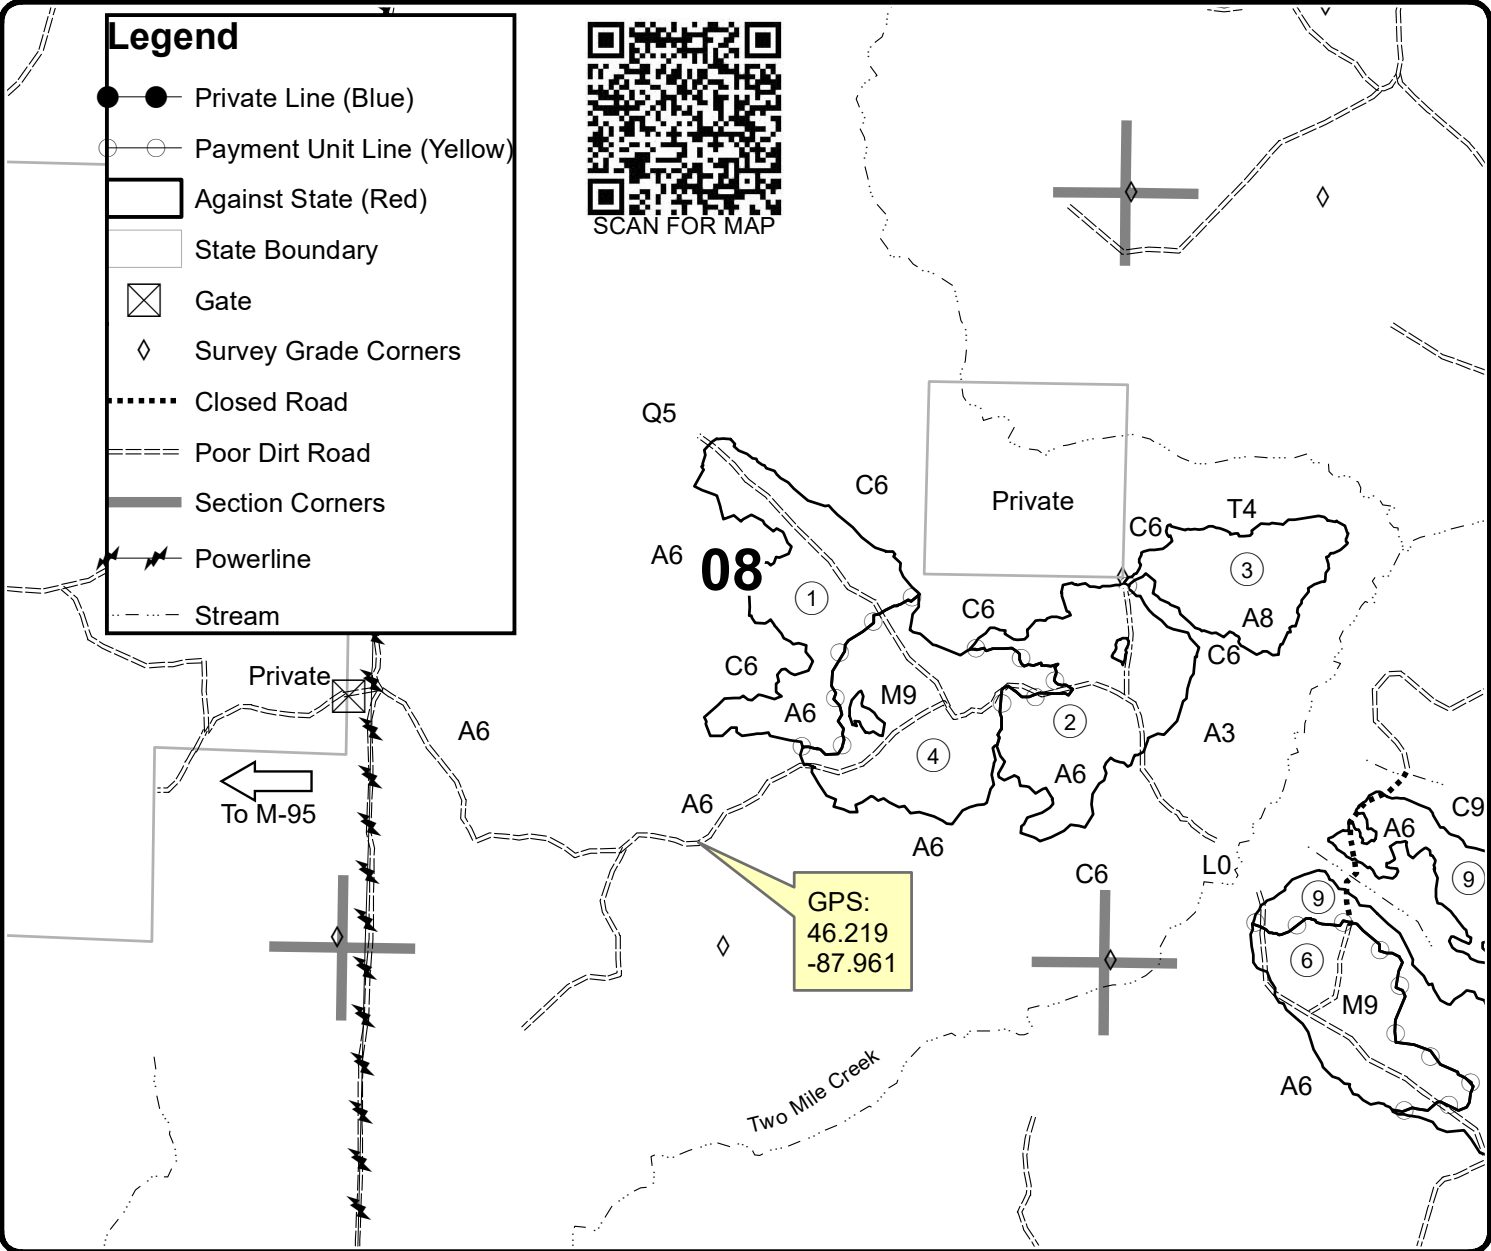 Legend
Private Line (Blue)
Payment Unit Line (Yellow)
Against State (Red)
State Boundary
Gate
Survey Grade Corners
Closed Road
Poor Dirt Road
Section Corners
Powerline
Stream
SCAN FOR MAP
Q5
C6
Private
T4
C6
A6
08
3
1
C6
A8
C6
C6
Private
M9
A6
2
A3
A6
4
A6
To M-95
A6
C9
A6
A6
L0
C6
9
9
GPS:
46.219
-87.961
6
M9
Two Mile Creek
A6